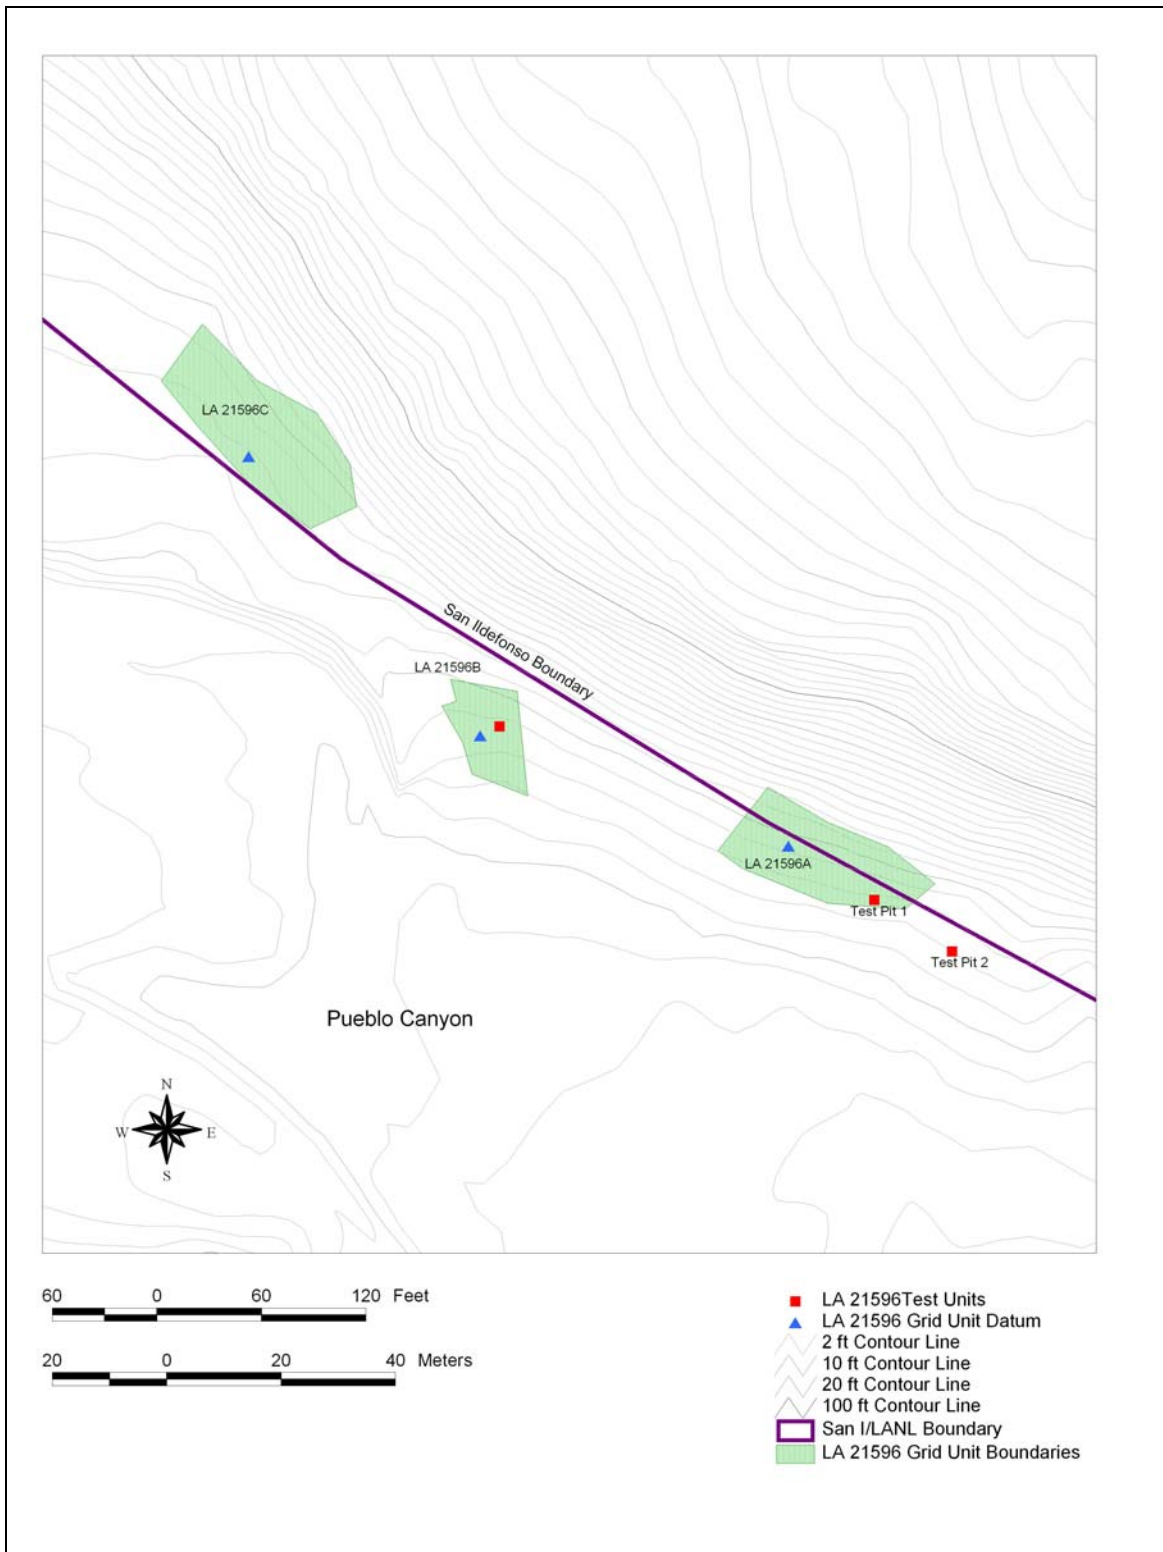 LA 21596C
San Ildefonso Boundary
LA 21596B
LA 21596A
Test Pit 1
Test Pit 2
Pueblo Canyon
N
W E
S
60 0 60 120 Feet
20 0 20 40 Meters
LA 21596Test Units
LA 21596 Grid Unit Datum
2 ft Contour Line
10 ft Contour Line
20 ft Contour Line
100 ft Contour Line
San I/LANL Boundary
LA 21596 Grid Unit Boundaries